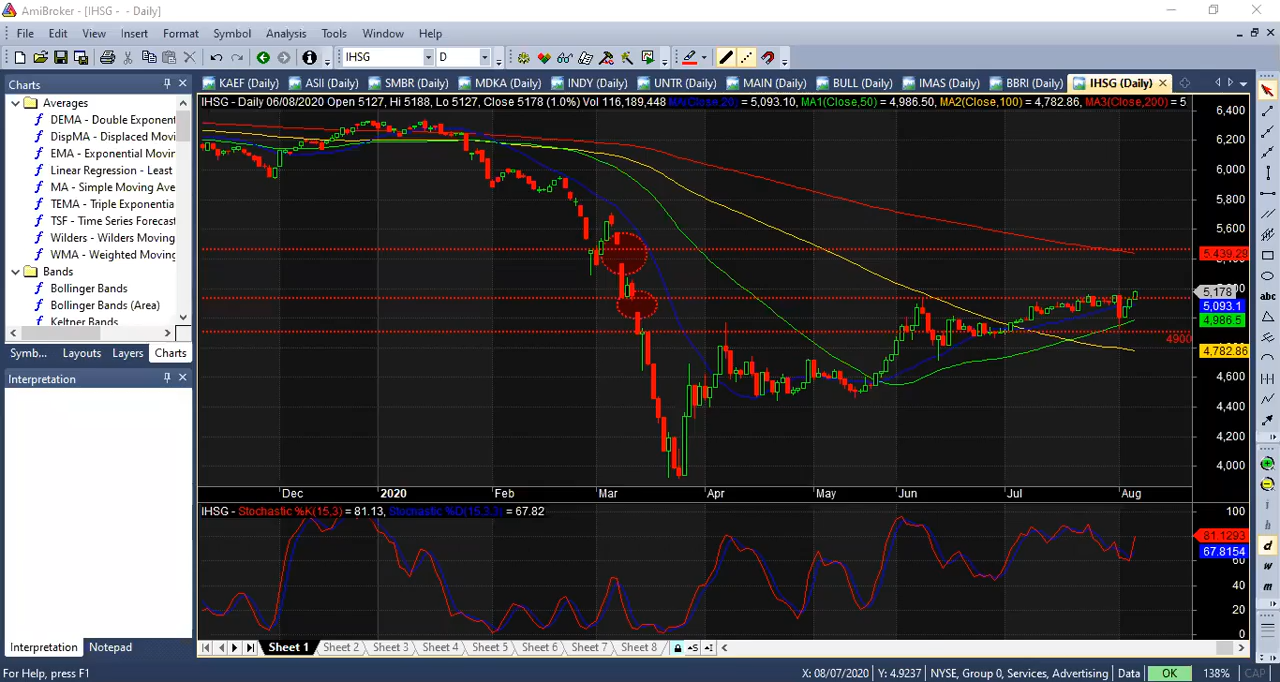 AmiBroker - [IHSG - - Daily]
File Edit View Insert Format Symbol Analysis Tools Window Help
IHSG D
Charts
KAEF (Daily) ASII (Daily) SMBR (Daily) MDKA (Daily) INDY (Daily) UNTR (Daily) MAIN (Daily) BULL (Daily) IMAS (Daily) BBRI (Daily) IHSG (Daily)
Averages
DEMA - Double Exponent
DispMA - Displaced Movi
EMA - Exponential Movin
Linear Regression - Least
MA - Simple Moving Ave
TEMA - Triple Exponentia
TSF - Time Series Forecast
Wilders - Wilders Moving
WMA - Weighted Moving
Bands
Bollinger Bands
Bollinger Bands (Area)
Keltner Bands
Symb... Layouts Layers Charts
Interpretation
Interpretation Notepad
IHSG - Daily 06/08/2020 Open 5127, Hi 5188, Lo 5127, Close 5178 (1.0%) Vol 116,189,448 MA(Close,20) = 5,093.10, MA1(Close,50) = 4,986.50, MA2(Close,100) = 4,782.86, MA3(Close,200) = 5
6,400
6,200
6,000
5,800
5,600
5,439.29
5,178
5,093.1
4,986.5
4900
4,782.86
4,600
4,400
4,200
4,000
Dec 2020 Feb Mar Apr May Jun Jul Aug
IHSG - Stochastic %K(15,3) = 81.13, Stochastic %D(15,3,3) = 67.82
100
81.1293
67.8154
60
40
20
0
Sheet 1 Sheet 2 Sheet 3 Sheet 4 Sheet 5 Sheet 6 Sheet 7 Sheet 8
abc
i
h
d
w
m
For Help, press F1
X: 08/07/2020 Y: 4.9237 NYSE, Group 0, Services, Advertising Data OK 138% CAP